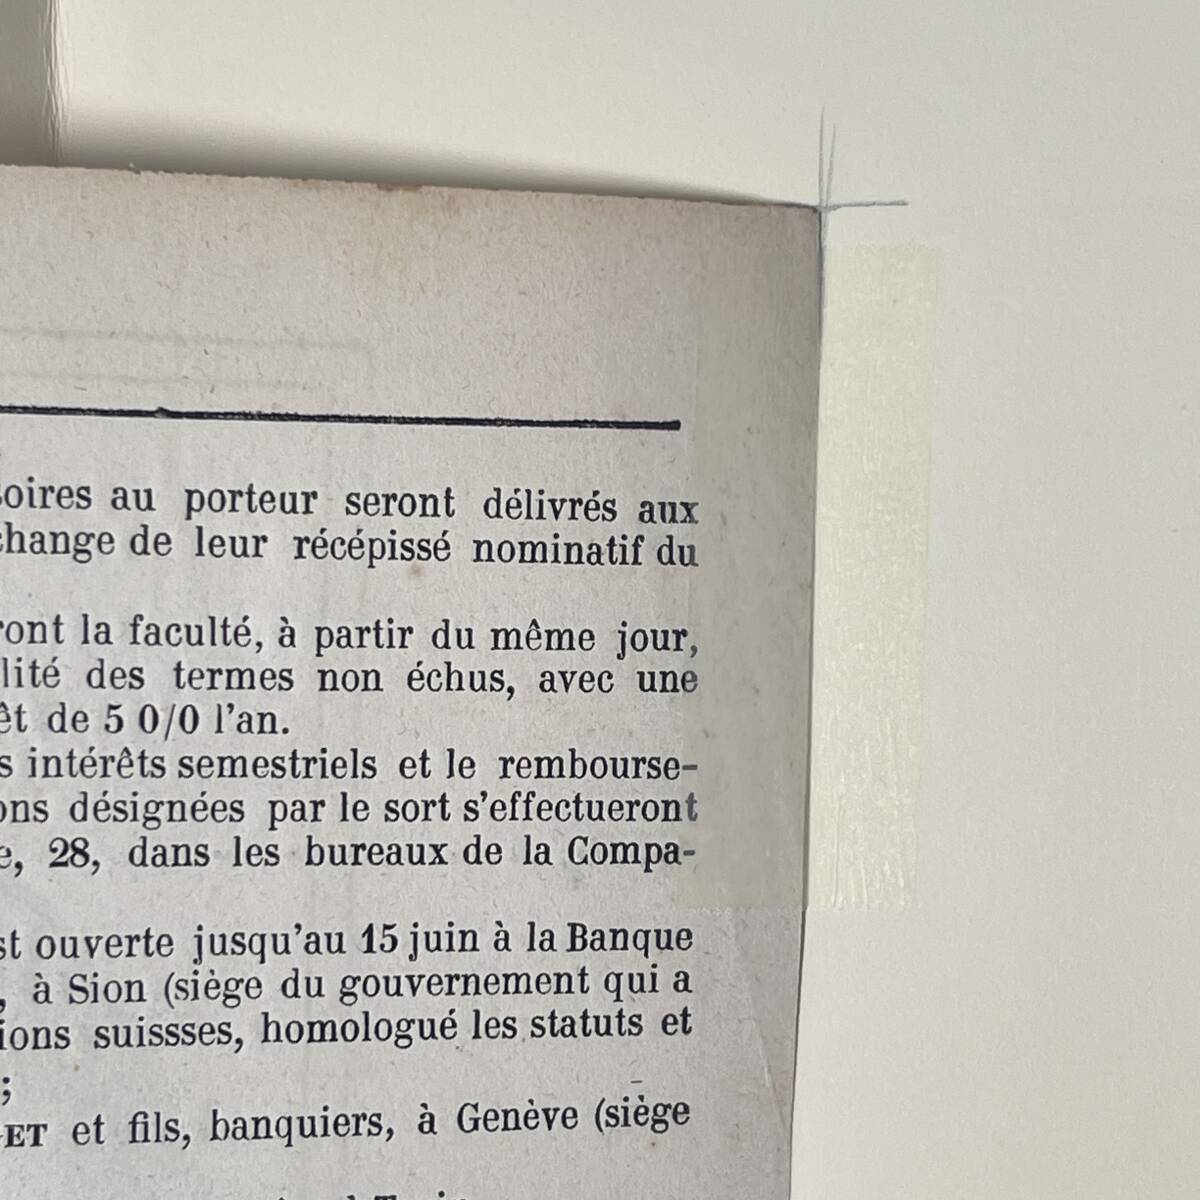 au porteur seront délivrés aux
change de leur récépissé nominatif du
ront la faculté, à partir du même jour,
lité des termes non échus, avec une
êt de 5 0/0 l'an.
s intérêts semestriels et le rembourse-
ons désignées par le sort s'effectueront
e, 28, dans les bureaux de la Compa-
st ouverte jusqu'au 15 juin à la Banque
, à Sion (siège du gouvernement qui a
ions suissses, homologué les statuts et
;
ET et fils, banquiers, à Genève (siège